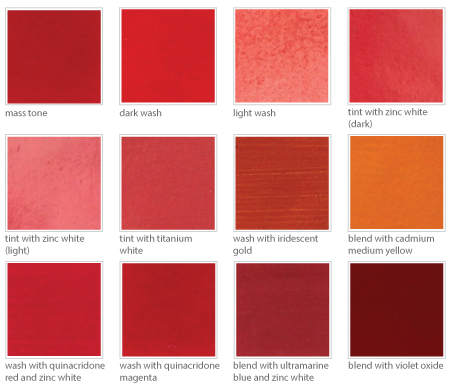 mass tone
dark wash
light wash
tint with zinc white
(dark)
tint with zinc white
(light)
tint with titanium
white
wash with iridescent
gold
blend with cadmium
medium yellow
wash with quinacridone
red and zinc white
wash with quinacridone
magenta
blend with ultramarine
blue and zinc white
blend with violet oxide